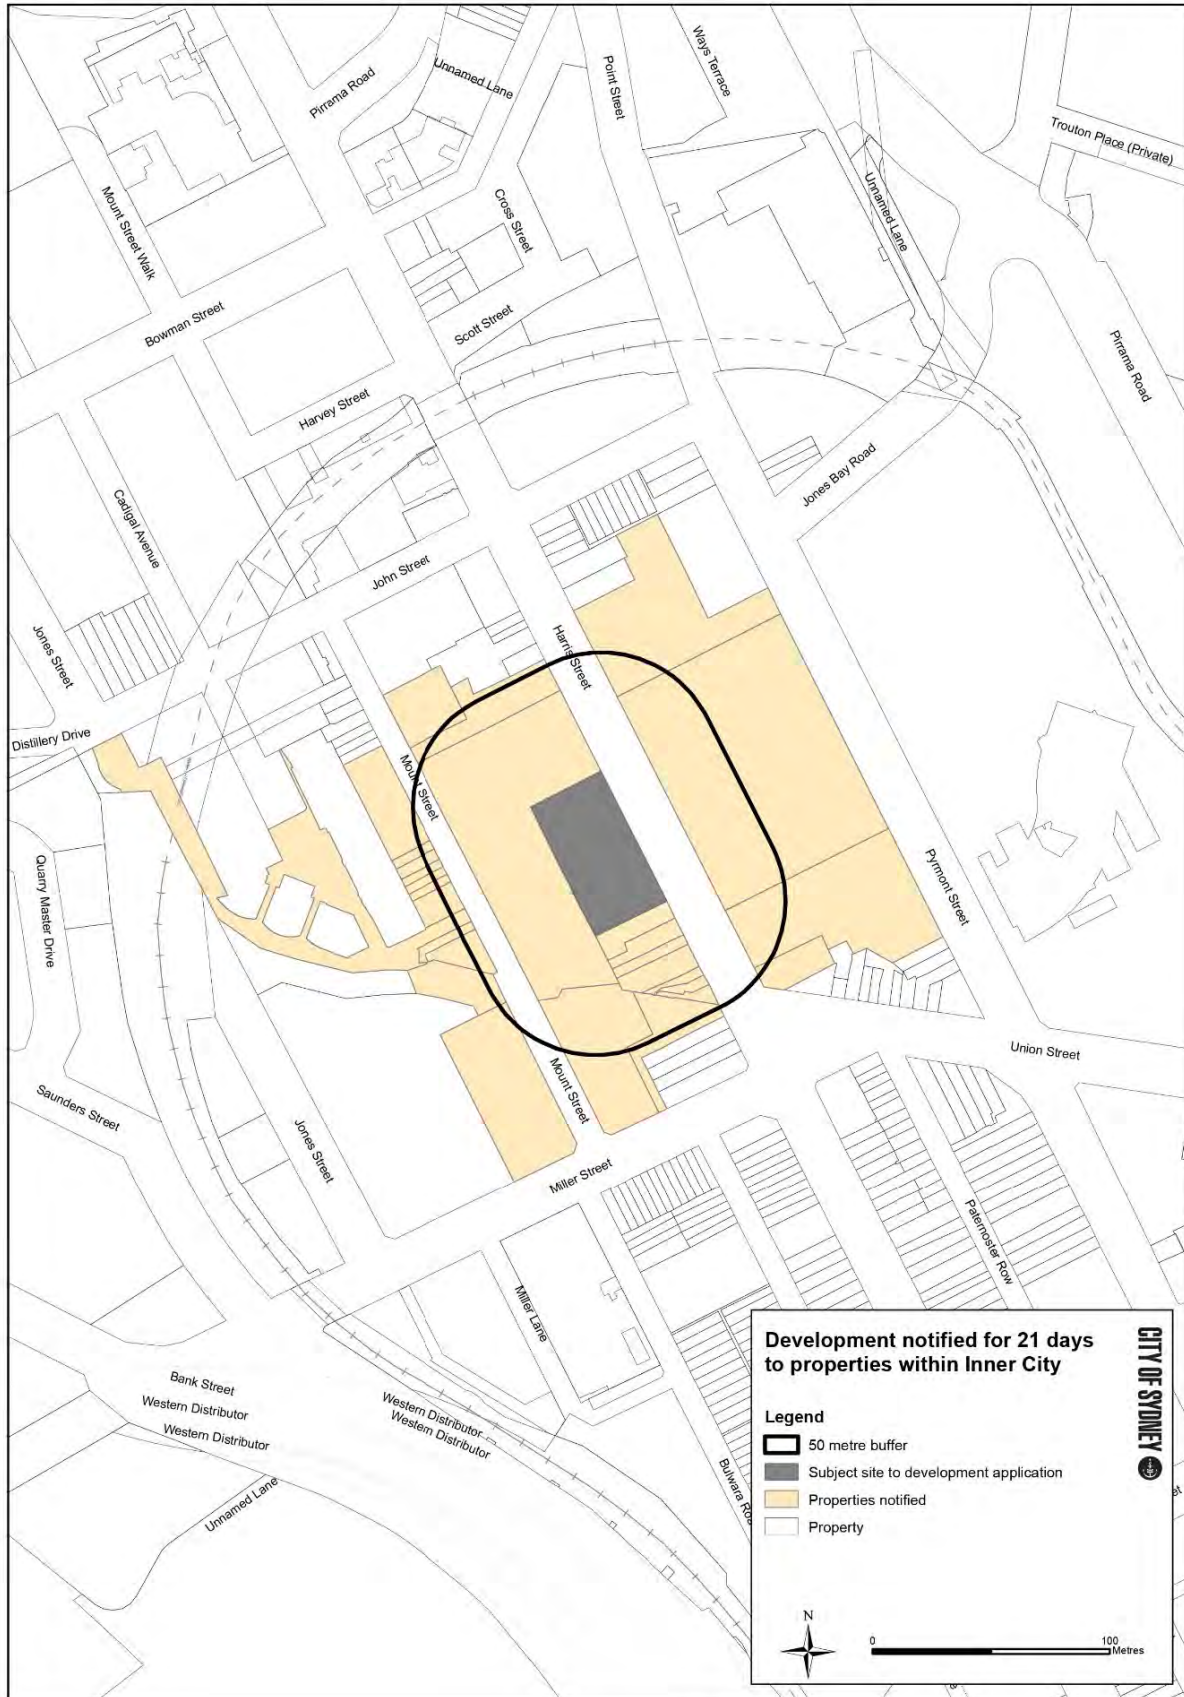 Ways Terrace
Point Street
Unnamed Lane
Pirrama Road
Trouton Place (Private)
Unnamed Lane
Cross Street
Mount Street Walk
Bowman Street
Scott Street
Pirrama Road
Harvey Street
Jones Bay Road
Cadigal Avenue
John Street
Jones Street
Harris Street
Distillery Drive
Mount Street
Quarry Master Drive
Pyrmont Street
Union Street
Mount Street
Saunders Street
Jones Street
Miller Street
Paternoster Row
Miller Lane
Bank Street
Western Distributor
Western Distributor
Western Distributor
Western Distributor
Unnamed Lane
Bulwara Roa
Development notified for 21 days
to properties within Inner City
CITY OF SYDNEY
Legend
50 metre buffer
Subject site to development application
Properties notified
Property
N
0 100
Metres